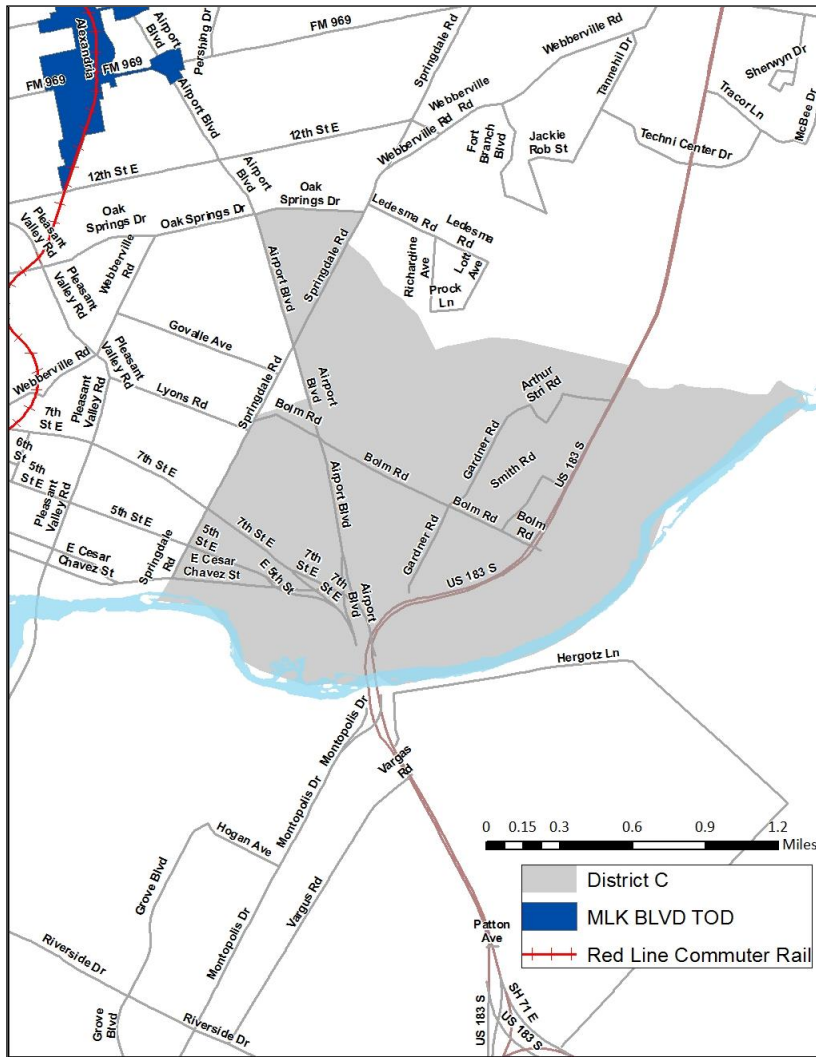 Alexandria
Airport
Blvd
Pershing Dr
FM 969
FM 969
FM 969
Airport Blvd
Springdale Rd
Webberville Rd
Tannehil Dr
Sherwyn Dr
Tracor Ln
McBee Dr
Webberville
Rd
Webberville Rd
Fort
Branch
Blvd
Jackie
Rob St
Techni Center Dr
12th St E
12th St E
Airport
Blvd
Oak
Springs Dr
Pleasant
Valley Rd
Oak
Springs Dr
Oak Springs Dr
Webberville
Rd
Pleasant
Valley Rd
Airport Blvd
Springdale Rd
Ledesma Rd
Ledesma
Rd
Richardine
Ave
Lott
Ave
Prock
Ln
Govalle Ave
Pleasant
Valley Rd
Webberville Rd
Pleasant
Valley Rd
Lyons Rd
Springdale Rd
Airport
Blvd
Arthur
Stri Rd
Bolm Rd
Gardner Rd
Smith Rd
US 183 S
7th
St E
6th
St
5th
St E
7th St E
Bolm Rd
Airport Blvd
Bolm Rd
Bolm
Rd
Pleasant
Valley Rd
5th St E
5th
St E
7th St E
Gardner Rd
E Cesar
Chavez St
Springdale
Rd
E Cesar
Chavez St
E 5th St
7th
St E
7th
Blvd
Airport
US 183 S
Hergotz Ln
Montopolis Dr
Vargas
Rd
Montopolis Dr
Hogan Ave
Grove Blvd
Vargus Rd
Montopolis Dr
Riverside Dr
Grove
Blvd
Riverside Dr
Patton
Ave
US 183 S
SH 71 E
US 183 S
0 0.15 0.3 0.6 0.9 1.2
Miles
District C
MLK BLVD TOD
Red Line Commuter Rail